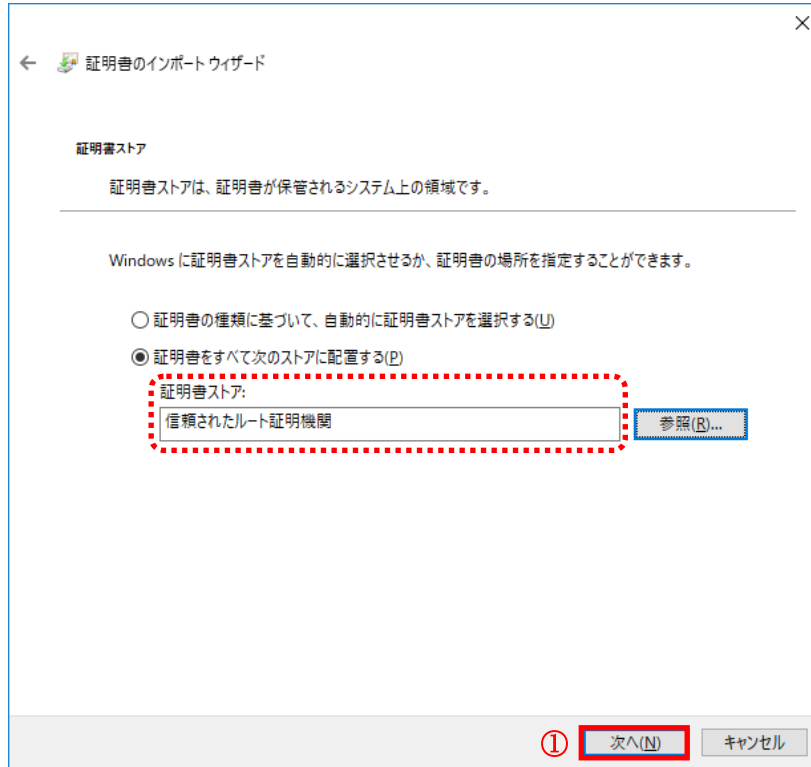 証明書のインポート ウィザード
証明書ストア
証明書ストアは、証明書が保管されるシステム上の領域です。
Windows に証明書ストアを自動的に選択させるか、証明書の場所を指定することができます。
証明書の種類に基づいて、自動的に証明書ストアを選択する(U)
証明書をすべて次のストアに配置する(P)
証明書ストア:
信頼されたルート証明機関
参照(R)...
① 次へ(N) キャンセル